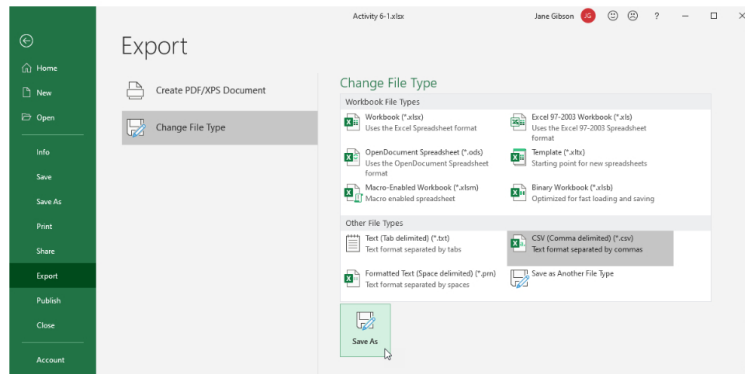 Activity 6-1.xlsx
Jane Gibson
JG
?
Export
Home
New
Open
Info
Save
Save As
Print
Share
Export
Publish
Close
Account
Create PDF/XPS Document
Change File Type
Change File Type
Workbook File Types
Workbook (*.xlsx)
Uses the Excel Spreadsheet format
Excel 97-2003 Workbook (*.xls)
Uses the Excel 97-2003 Spreadsheet
format
OpenDocument Spreadsheet (*.ods)
Uses the OpenDocument Spreadsheet
format
Template (*.xltx)
Starting point for new spreadsheets
Macro-Enabled Workbook (*.xlsm)
Macro enabled spreadsheet
Binary Workbook (*.xlsb)
Optimized for fast loading and saving
Other File Types
Text (Tab delimited) (*.txt)
Text format separated by tabs
CSV (Comma delimited) (*.csv)
Text format separated by commas
Formatted Text (Space delimited) (*.prn)
Text format separated by spaces
Save as Another File Type
Save As